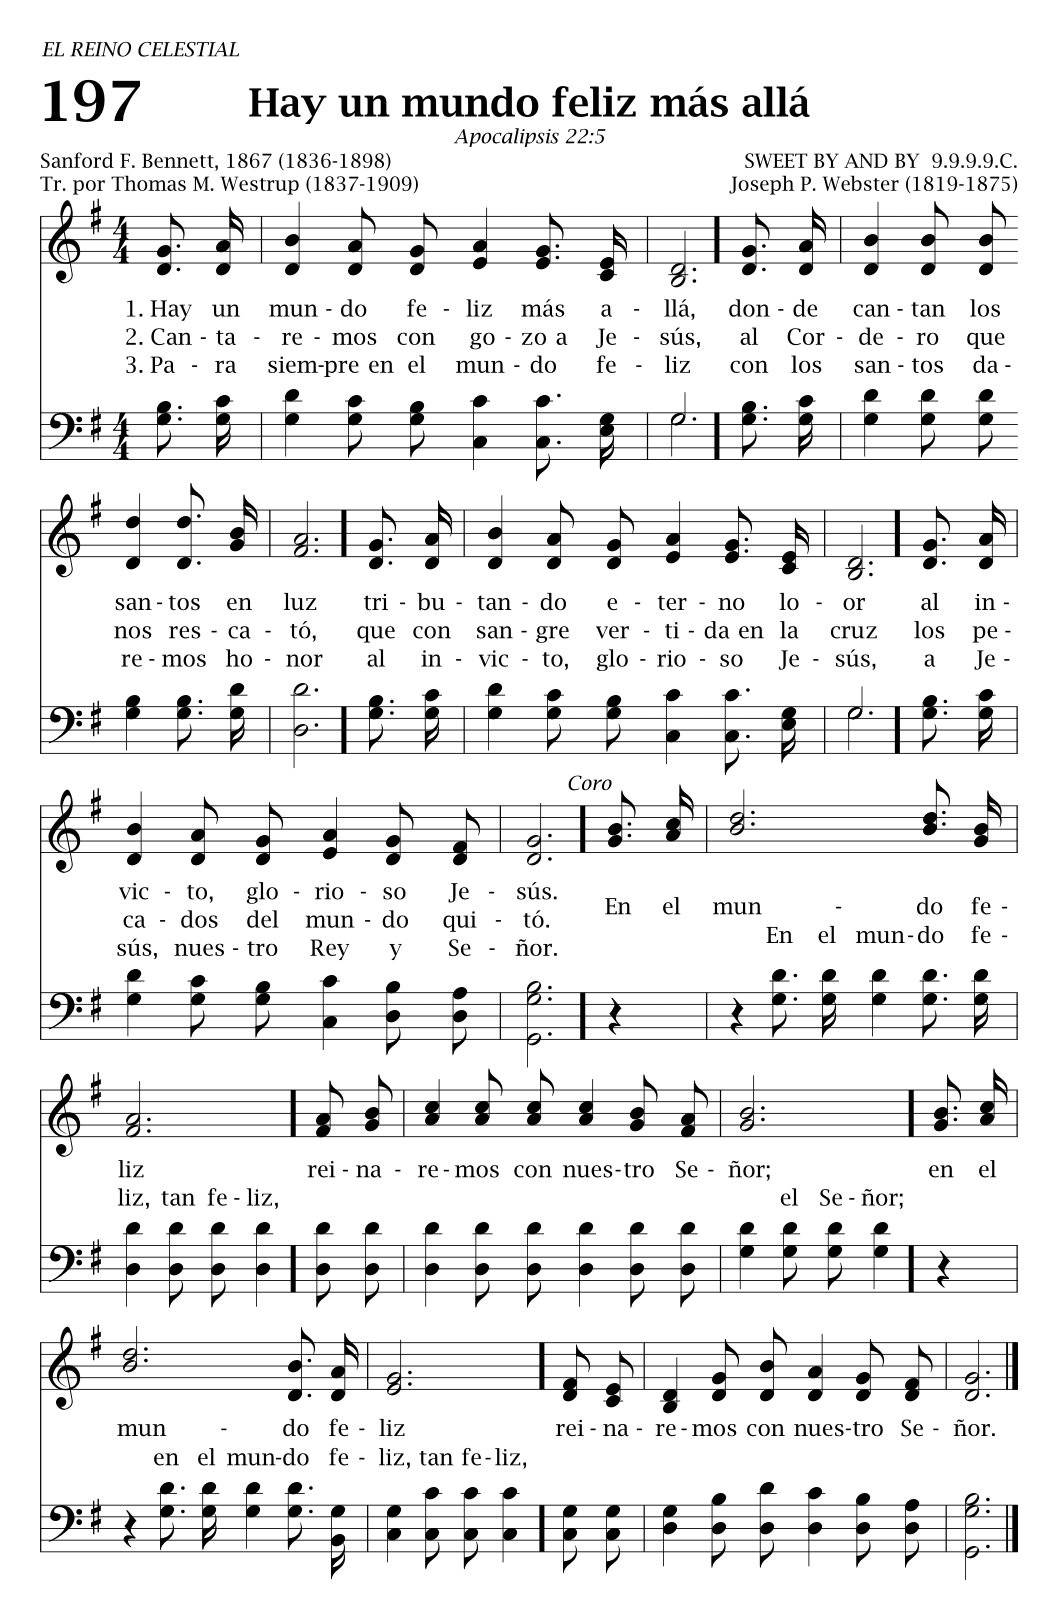 EL REINO CELESTIAL
197
Hay un mundo feliz más allá
Apocalipsis 22:5
Sanford F. Bennett, 1867 (1836-1898)
SWEET BY AND BY 9.9.9.9.C.
Tr. por Thomas M. Westrup (1837-1909)
Joseph P. Webster (1819-1875)
4 4
1. Hay un mun - do fe - liz más a - llá, don - de can - tan los
2. Can - ta - re - mos con go - zo a Je - sús, al Cor - de - ro que
3. Pa - ra siem-pre en el mun - do fe - liz con los san - tos da -
4 4
san - tos en luz tri - bu - tan - do e - ter - no lo - or al in -
nos res - ca - tó, que con san - gre ver - ti - da en la cruz los pe -
re - mos ho - nor al in - vic - to, glo - rio - so Je - sús, a Je -
Coro
vic - to, glo - rio - so Je - sús.
ca - dos del mun - do qui - tó.
sús, nues - tro Rey y Se - ñor.
En el mun - do fe -
En el mun-do fe -
liz rei - na - re - mos con nues-tro Se - ñor; en el
liz, tan fe - liz, el Se - ñor;
mun - do fe - liz rei - na - re - mos con nues-tro Se - ñor.
en el mun-do fe - liz, tan fe-liz,